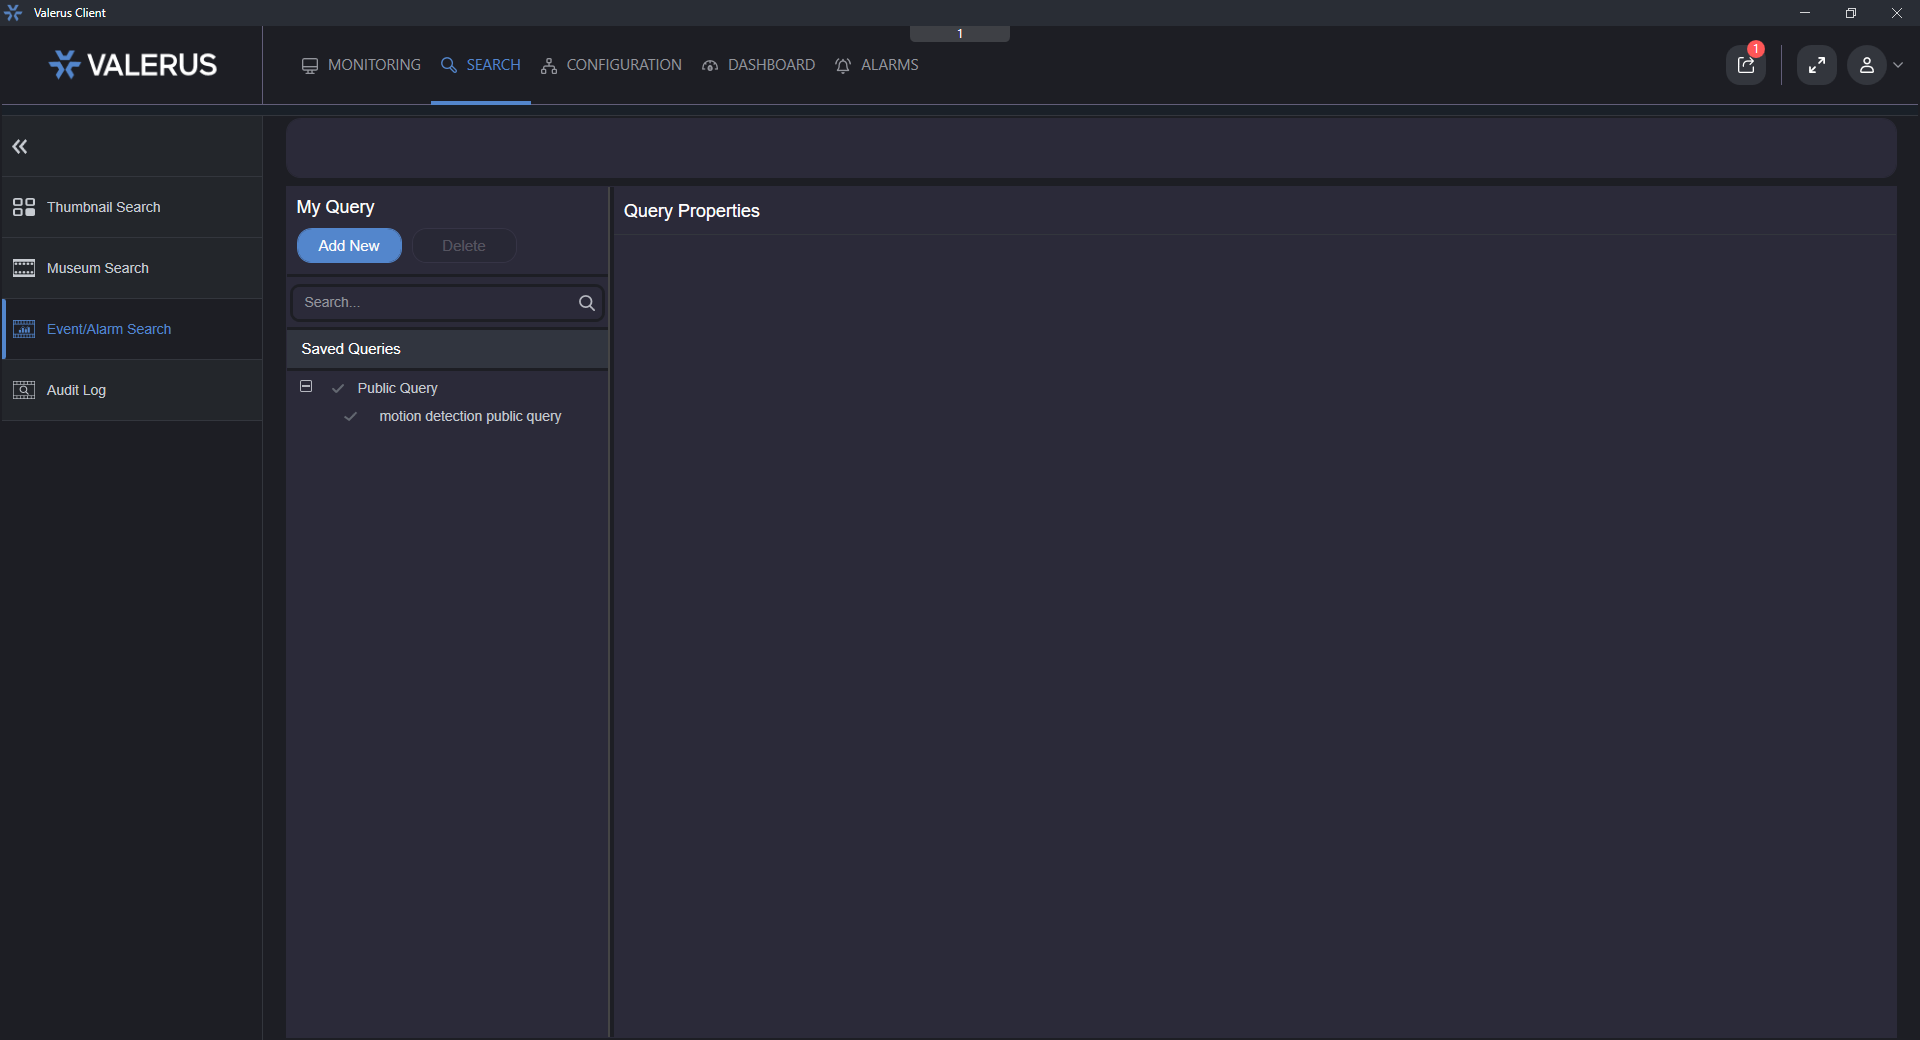 Valerus Client
1
VALERUS
MONITORING
SEARCH
CONFIGURATION
DASHBOARD
ALARMS
1
Thumbnail Search
Museum Search
Event/Alarm Search
Audit Log
My Query
Add New
Delete
Search...
Saved Queries
Public Query
motion detection public query
Query Properties